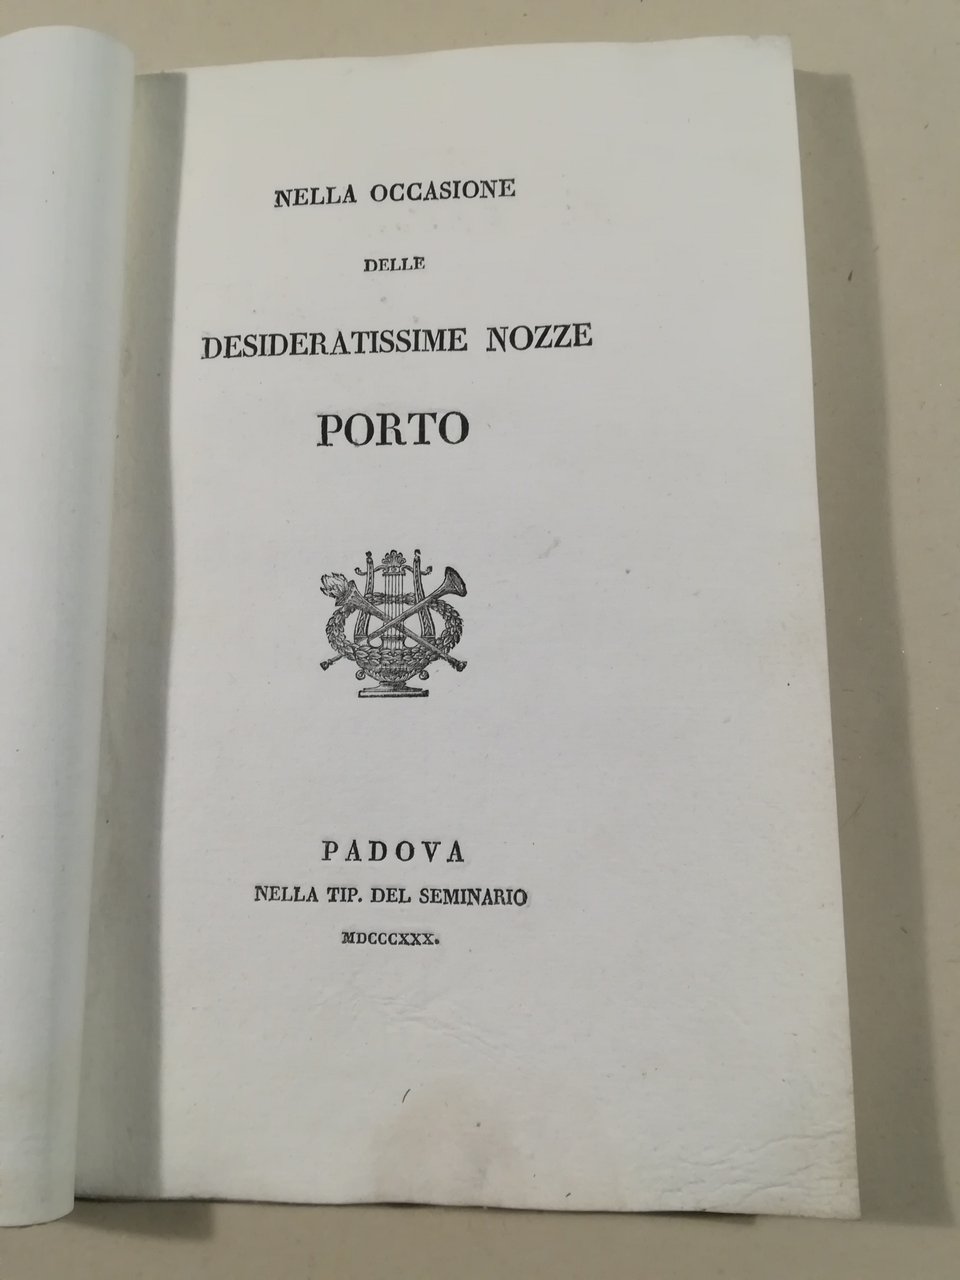 NELLA OCCASIONE
DELLE
DESIDERATISSIME NOZZE
PORTO
PADOVA
NELLA TIP. DEL SEMINARIO
MDCCCXXX.